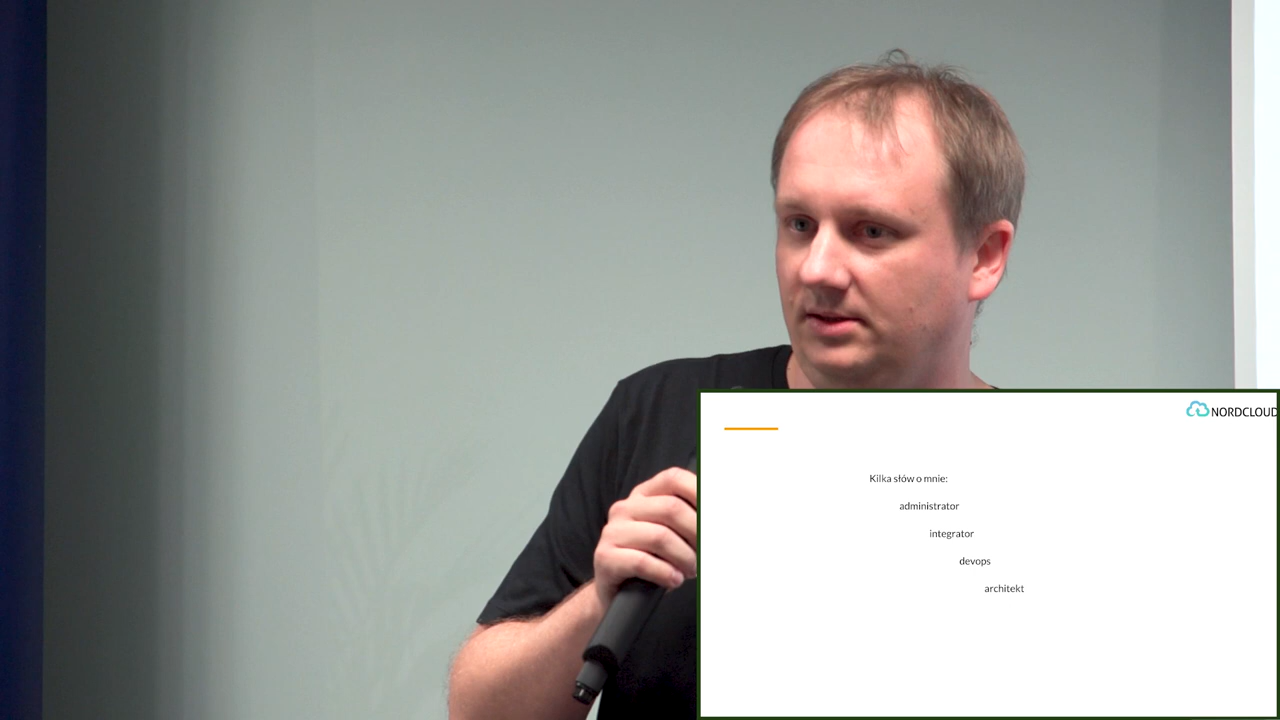 NORDCLOUD
Kilka słów o mnie:
administrator
integrator
devops
architekt